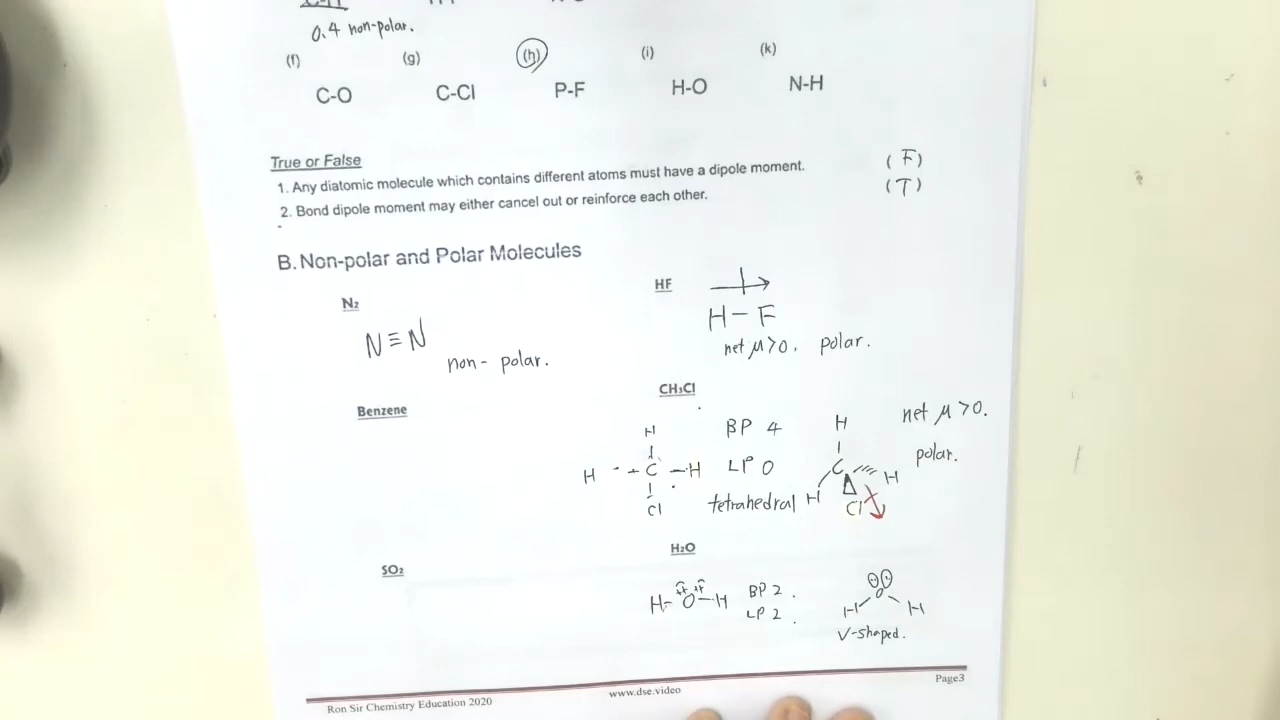 0.4 non-polar.
(f) (g) (h) (i) (k)
C-O C-Cl P-F H-O N-H
True or False
1. Any diatomic molecule which contains different atoms must have a dipole moment. (F)
2. Bond dipole moment may either cancel out or reinforce each other. (T)
B. Non-polar and Polar Molecules
N₂
N≡N
non-polar.
HF
H-F
net μ>0. polar.
Benzene
CH₃Cl
H
H C H
Cl
BP 4
LP 0
tetrahedral
H
C
H H
Cl
net μ>0.
polar.
SO₂
H₂O
H-O-H
BP 2.
LP 2.
O
H H
V-shaped.
Ron Sir Chemistry Education 2020
www.dse.video
Page3